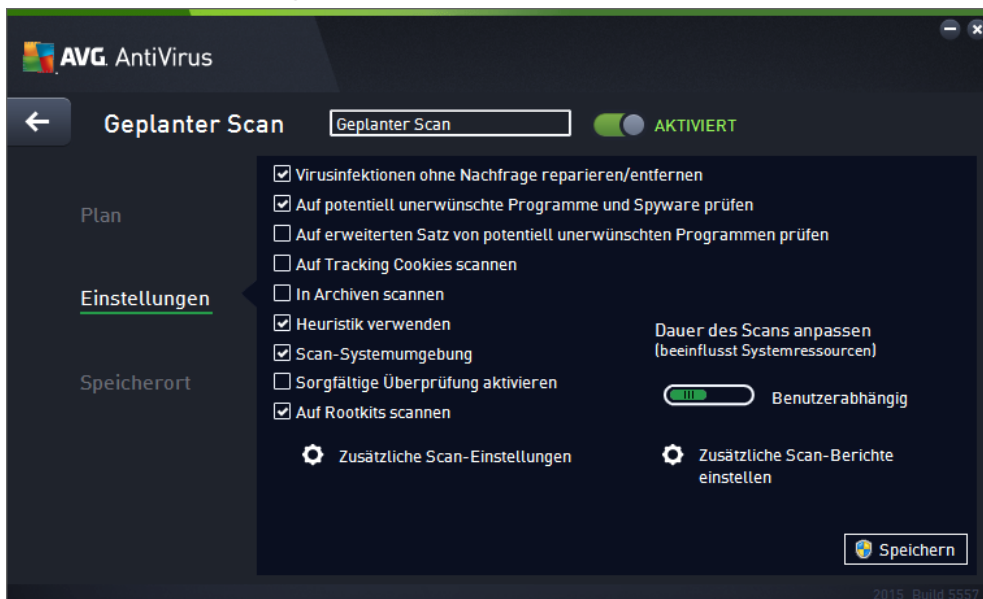 AVG. AntiVirus
Geplanter Scan
Geplanter Scan
AKTIVIERT
Plan
Einstellungen
Speicherort
Virusinfektionen ohne Nachfrage reparieren/entfernen
Auf potentiell unerwünschte Programme und Spyware prüfen
Auf erweiterten Satz von potentiell unerwünschten Programmen prüfen
Auf Tracking Cookies scannen
In Archiven scannen
Heuristik verwenden
Scan-Systemumgebung
Sorgfältige Überprüfung aktivieren
Auf Rootkits scannen
Dauer des Scans anpassen
(beeinflusst Systemressourcen)
Benutzerabhängig
Zusätzliche Scan-Einstellungen
Zusätzliche Scan-Berichte
einstellen
Speichern
2015 Build 5557